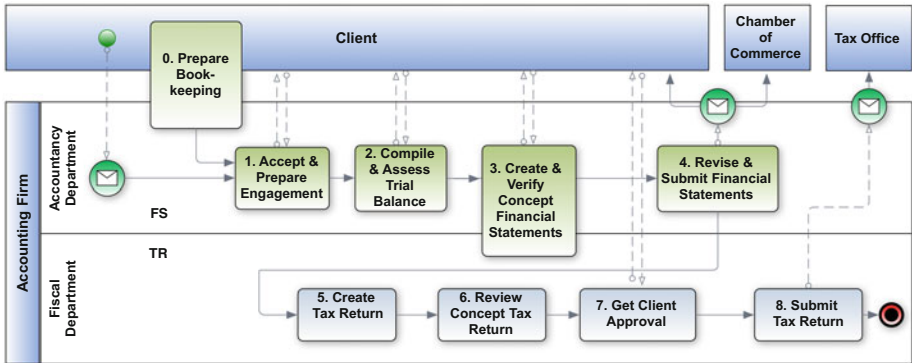 Client
Chamber
of
Commerce
Tax Office
0. Prepare
Book-
keeping
Accounting Firm
Accountancy
Department
1. Accept &
Prepare
Engagement
2. Compile
& Assess
Trial
Balance
3. Create &
Verify
Concept
Financial
Statements
4. Revise &
Submit Financial
Statements
FS
TR
Fiscal
Department
5. Create
Tax Return
6. Review
Concept Tax
Return
7. Get Client
Approval
8. Submit
Tax Return